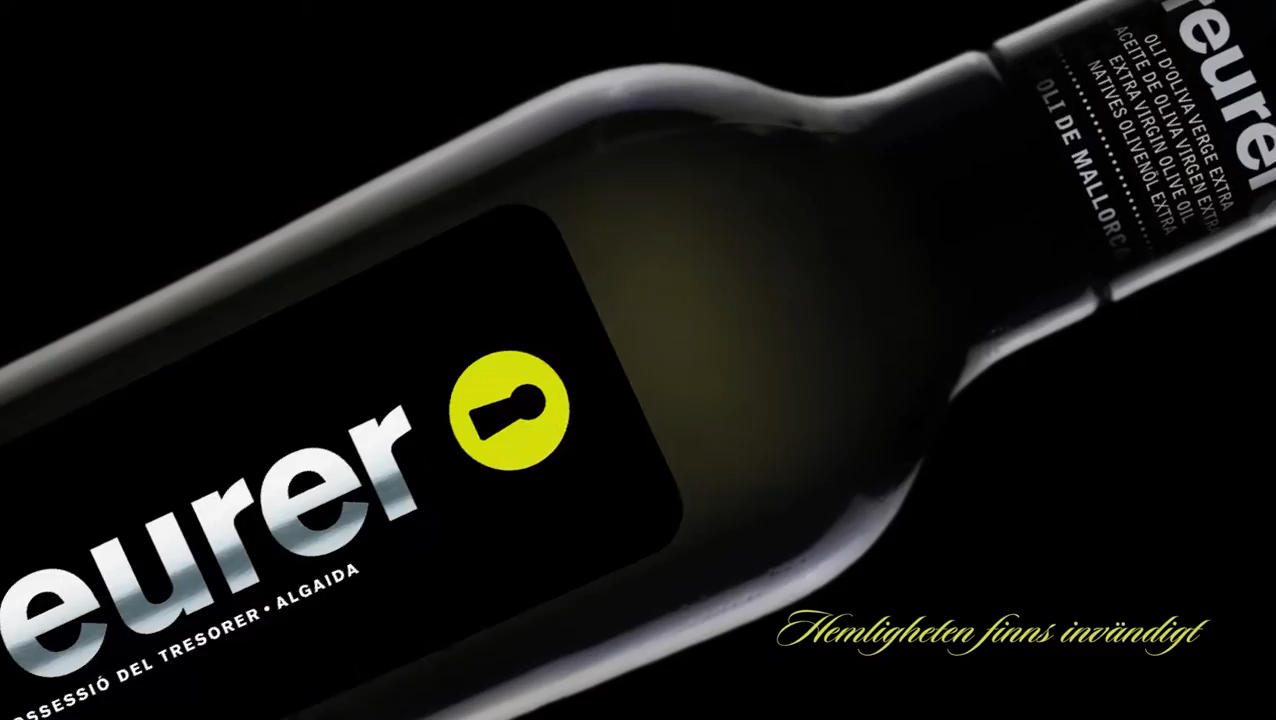 eurer
OSSESSIÓ DEL TRESORER • ALGAIDA
eurer
OLI D'OLIVA VERGE EXTRA
ACEITE DE OLIVA VIRGEN EXTRA
EXTRA VIRGIN OLIVE OIL
NATIVES OLIVENÖL EXTRA
OLI DE MALLORCA
Hemligheten finns invändigt